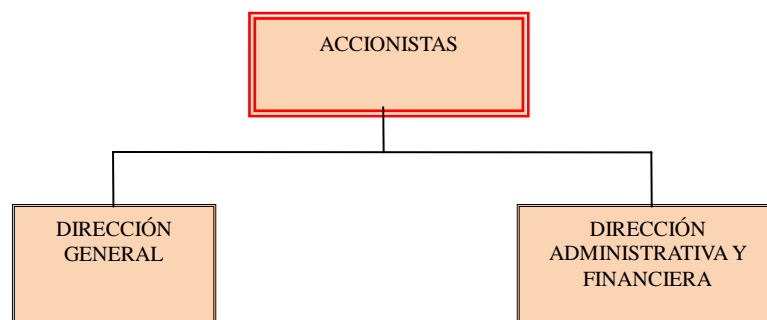 ACCIONISTAS
DIRECCIÓN
GENERAL
DIRECCIÓN
ADMINISTRATIVA Y
FINANCIERA